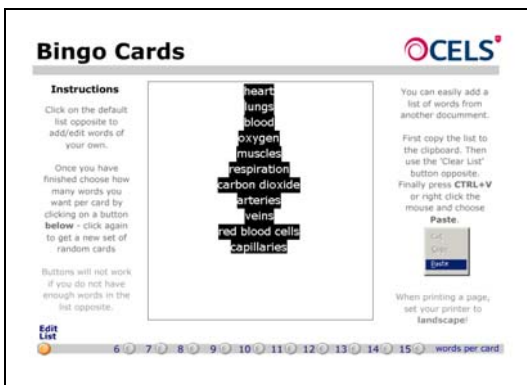 Bingo Cards
OCELS
Instructions
Click on the default
list opposite to
add/edit words of
your own.
Once you have
finished choose how
many words you
want per card by
clicking on a button
below - click again
to get a new set of
random cards
Buttons will not work
if you do not have
enough words in the
list opposite.
heart
lungs
blood
oxygen
muscles
respiration
carbon dioxide
arteries
veins
red blood cells
capillaries
You can easily add a
list of words from
another documment.
First copy the list to
the clipboard. Then
use the 'Clear List'
button opposite.
Finally press CTRL+V
or right click the
mouse and choose
Paste.
Cut
Copy
Paste
When printing a page,
set your printer to
landscape!
Edit
List
6 7 8 9 10 11 12 13 14 15 words per card